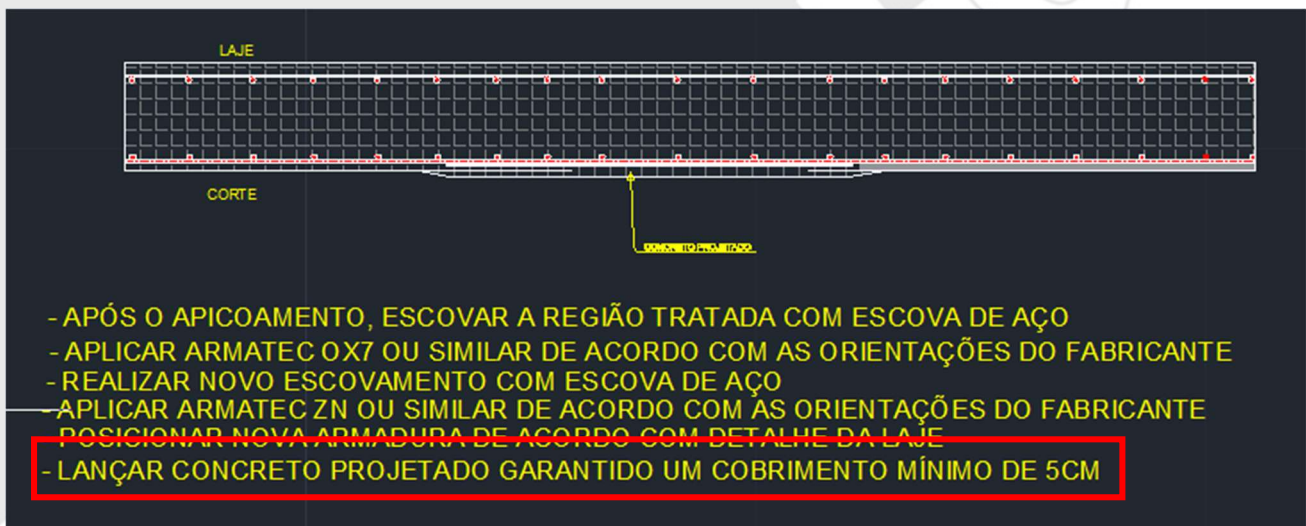 LAJE
CORTE
CONCRETO PROJETADO
- APÓS O APICOAMENTO, ESCOVAR A REGIÃO TRATADA COM ESCOVA DE AÇO
- APLICAR ARMATEC OX7 OU SIMILAR DE ACORDO COM AS ORIENTAÇÕES DO FABRICANTE
- REALIZAR NOVO ESCOVAMENTO COM ESCOVA DE AÇO
- APLICAR ARMATEC ZN OU SIMILAR DE ACORDO COM AS ORIENTAÇÕES DO FABRICANTE
- POSICIONAR NOVA ARMADURA DE ACORDO COM DETALHE DA LAJE
- LANÇAR CONCRETO PROJETADO GARANTIDO UM COBRIMENTO MÍNIMO DE 5CM